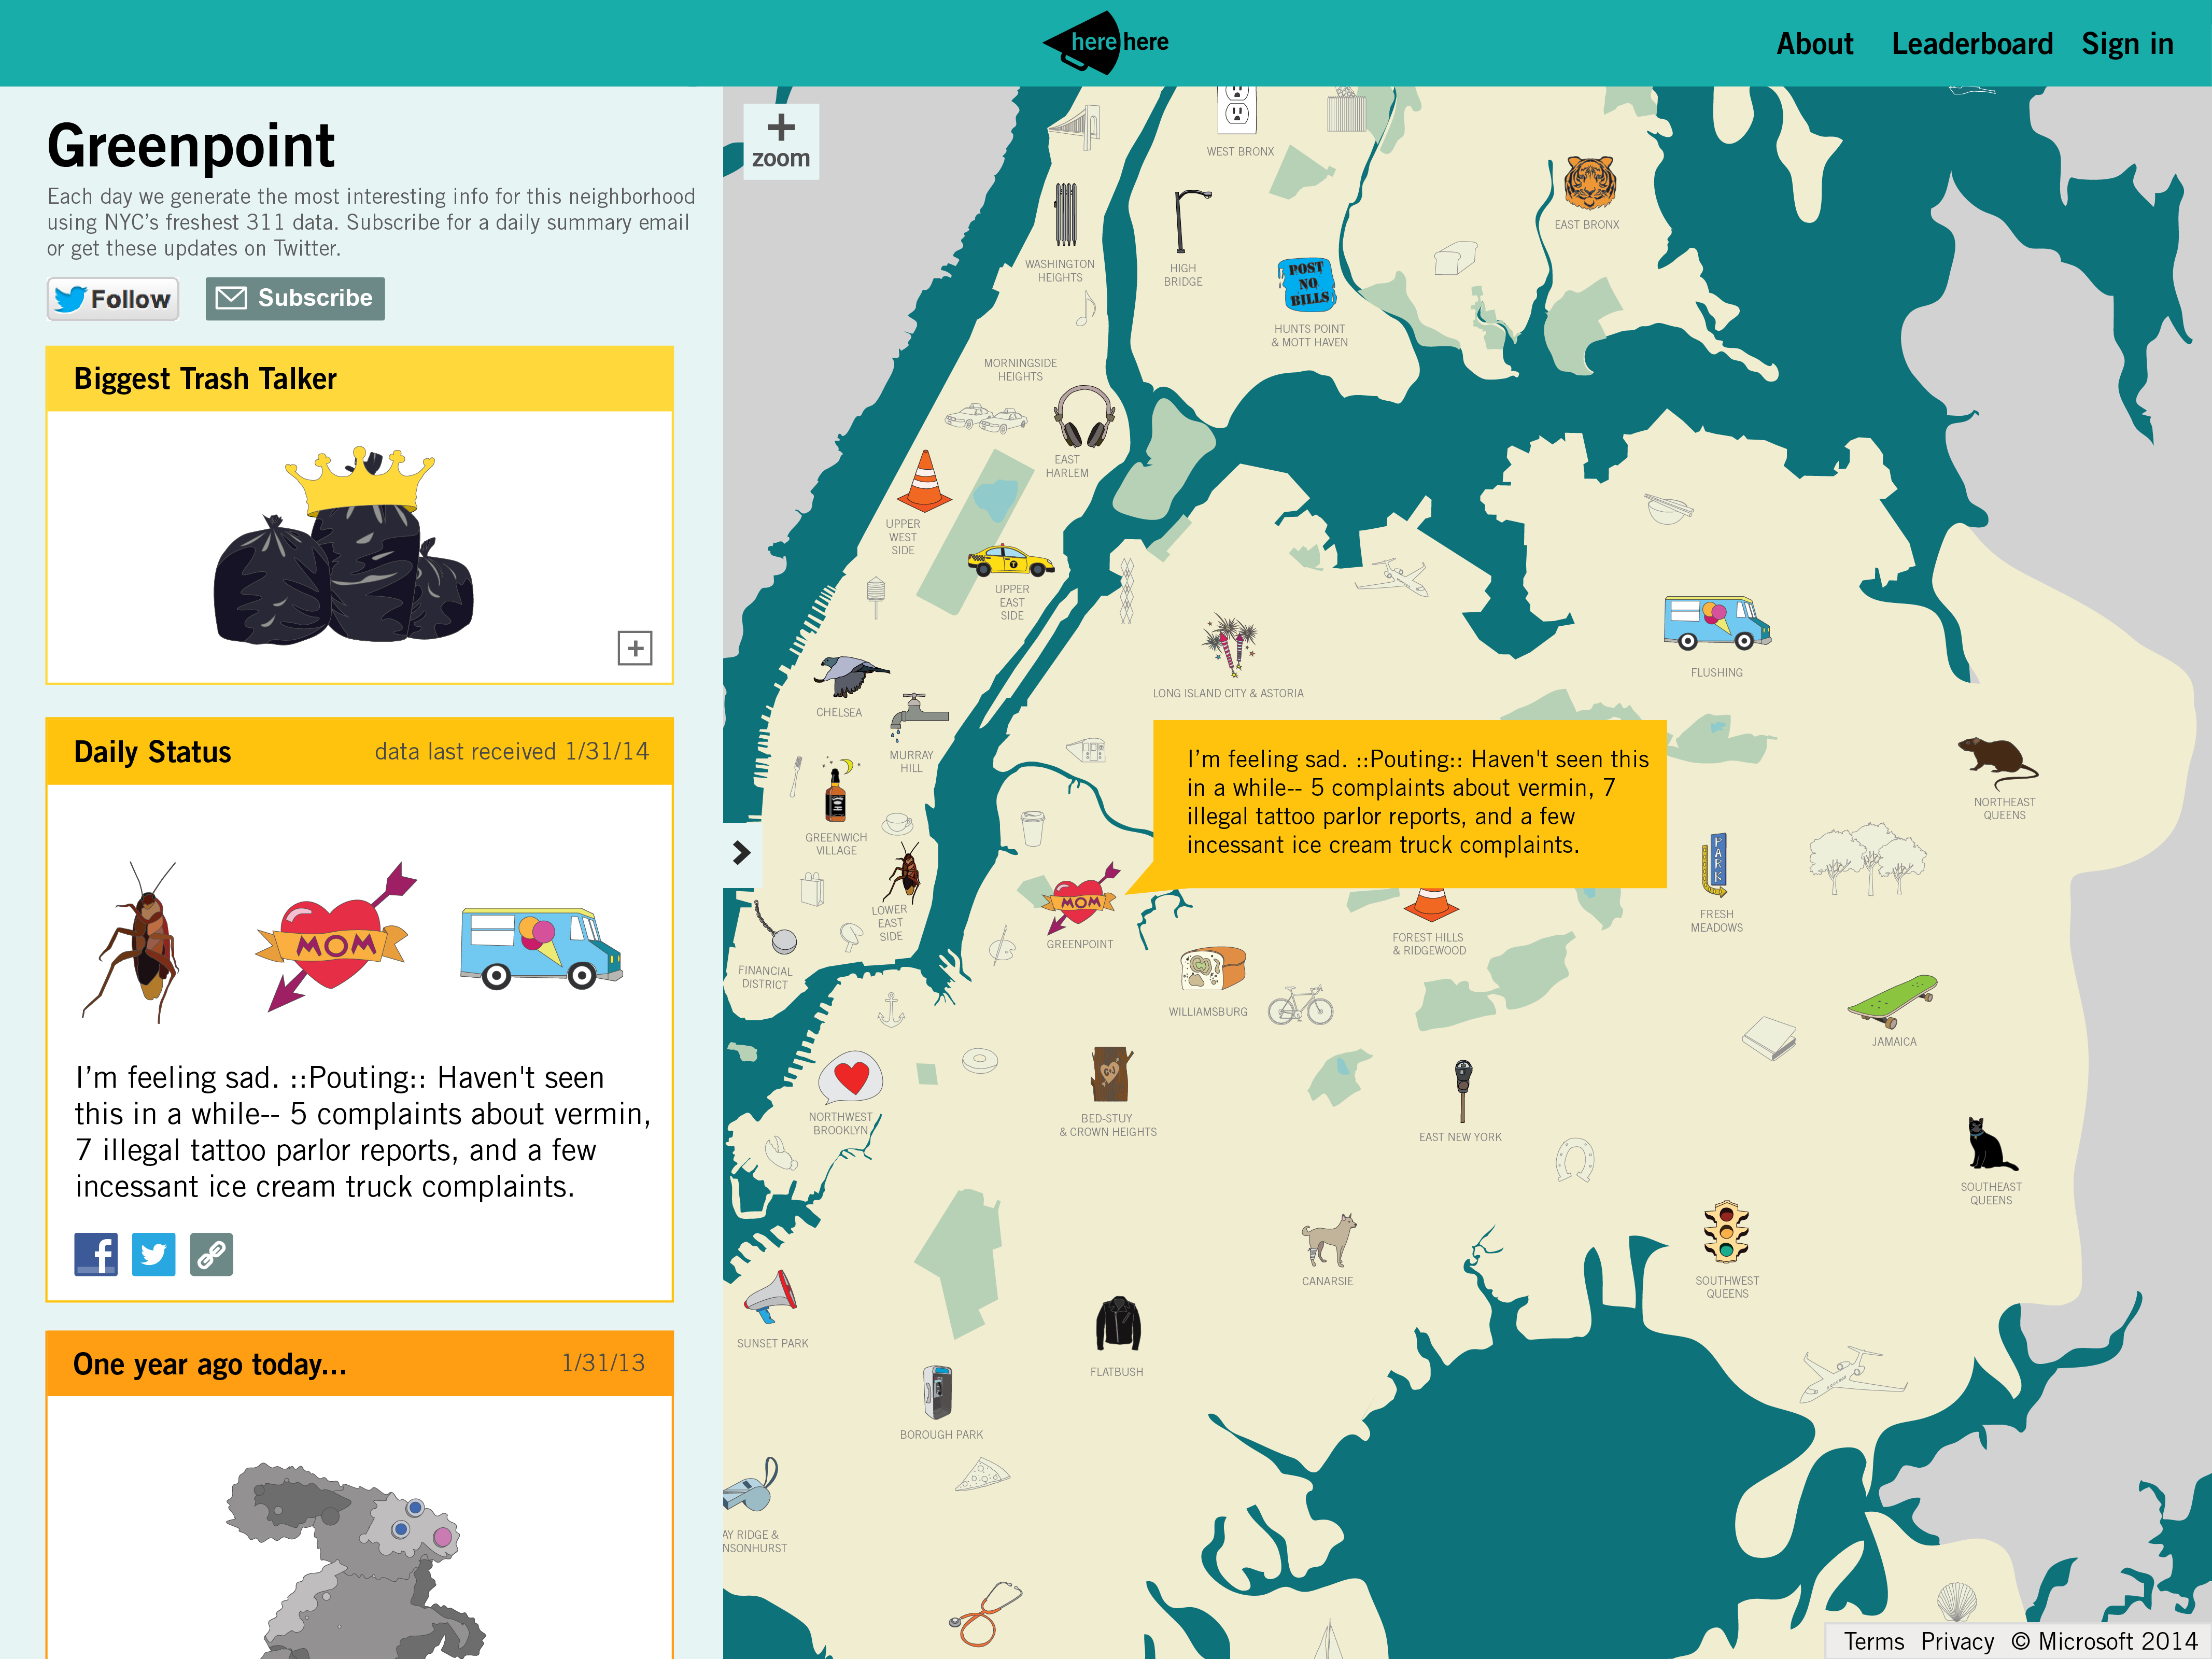 here here
About Leaderboard Sign in
Greenpoint
Each day we generate the most interesting info for this neighborhood
using NYC's freshest 311 data. Subscribe for a daily summary email
or get these updates on Twitter.
Follow
Subscribe
Biggest Trash Talker
+
Daily Status
data last received 1/31/14
MOM
I'm feeling sad. ::Pouting:: Haven't seen
this in a while-- 5 complaints about vermin,
7 illegal tattoo parlor reports, and a few
incessant ice cream truck complaints.
f
One year ago today...
1/31/13
+
zoom
WEST BRONX
EAST BRONX
WASHINGTON
HEIGHTS
HIGH
BRIDGE
POST
NO
BILLS
HUNTS POINT
& MOTT HAVEN
MORNINGSIDE
HEIGHTS
EAST
HARLEM
UPPER
WEST
SIDE
T
UPPER
EAST
SIDE
LONG ISLAND CITY & ASTORIA
FLUSHING
CHELSEA
MURRAY
HILL
I'm feeling sad. ::Pouting:: Haven't seen this
in a while-- 5 complaints about vermin, 7
illegal tattoo parlor reports, and a few
incessant ice cream truck complaints.
NORTHEAST
QUEENS
GREENWICH
VILLAGE
>
LOWER
EAST
SIDE
MOM
GREENPOINT
FOREST HILLS
& RIDGEWOOD
PARK
FRESH
MEADOWS
FINANCIAL
DISTRICT
WILLIAMSBURG
JAMAICA
NORTHWEST
BROOKLYN
BED-STUY
& CROWN HEIGHTS
EAST NEW YORK
SOUTHEAST
QUEENS
CANARSIE
SOUTHWEST
QUEENS
SUNSET PARK
FLATBUSH
BOROUGH PARK
AY RIDGE &
NSONHURST
Terms Privacy © Microsoft 2014